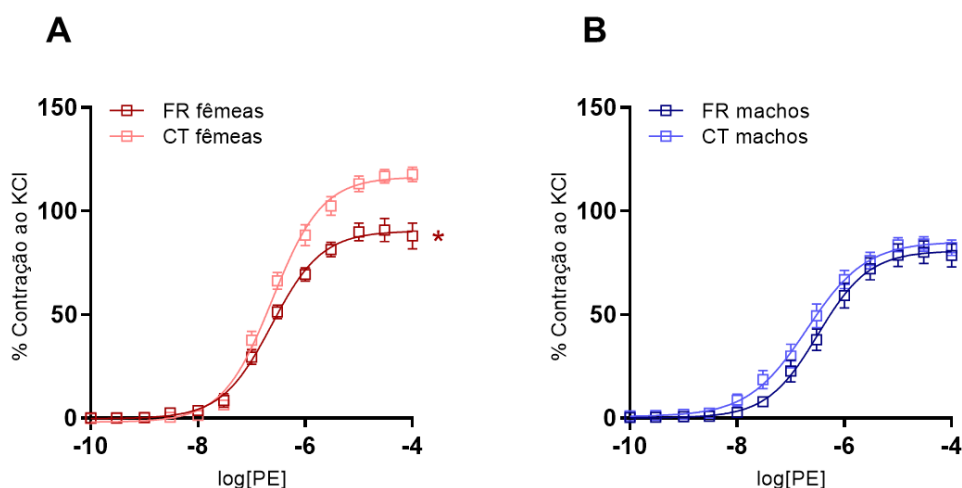 A
FR fêmeas
CT fêmeas
% Contração ao KCl
150
100
50
0
*
-10
-8
-6
-4
log[PE]
B
FR machos
CT machos
% Contração ao KCl
150
100
50
0
-10
-8
-6
-4
log[PE]